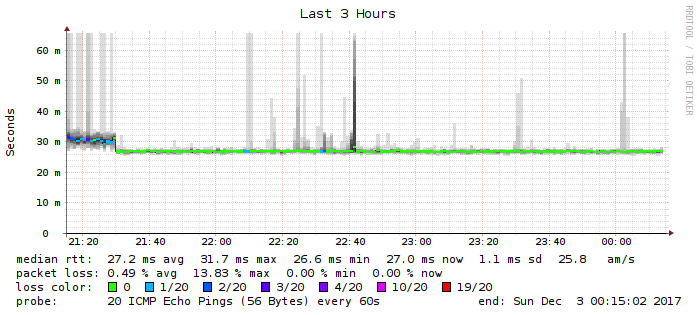 Last 3 Hours
RRDTOOL / TOBI OETIKER
Seconds
60 m
50 m
40 m
30 m
20 m
10 m
0
21:20 21:40 22:00 22:20 22:40 23:00 23:20 23:40 00:00
median rtt: 27.2 ms avg 31.7 ms max 26.6 ms min 27.0 ms now 1.1 ms sd 25.8 am/s
packet loss: 0.49 % avg 13.83 % max 0.00 % min 0.00 % now
loss color: 0 1/20 2/20 3/20 4/20 10/20 19/20
probe: 20 ICMP Echo Pings (56 Bytes) every 60s end: Sun Dec 3 00:15:02 2017